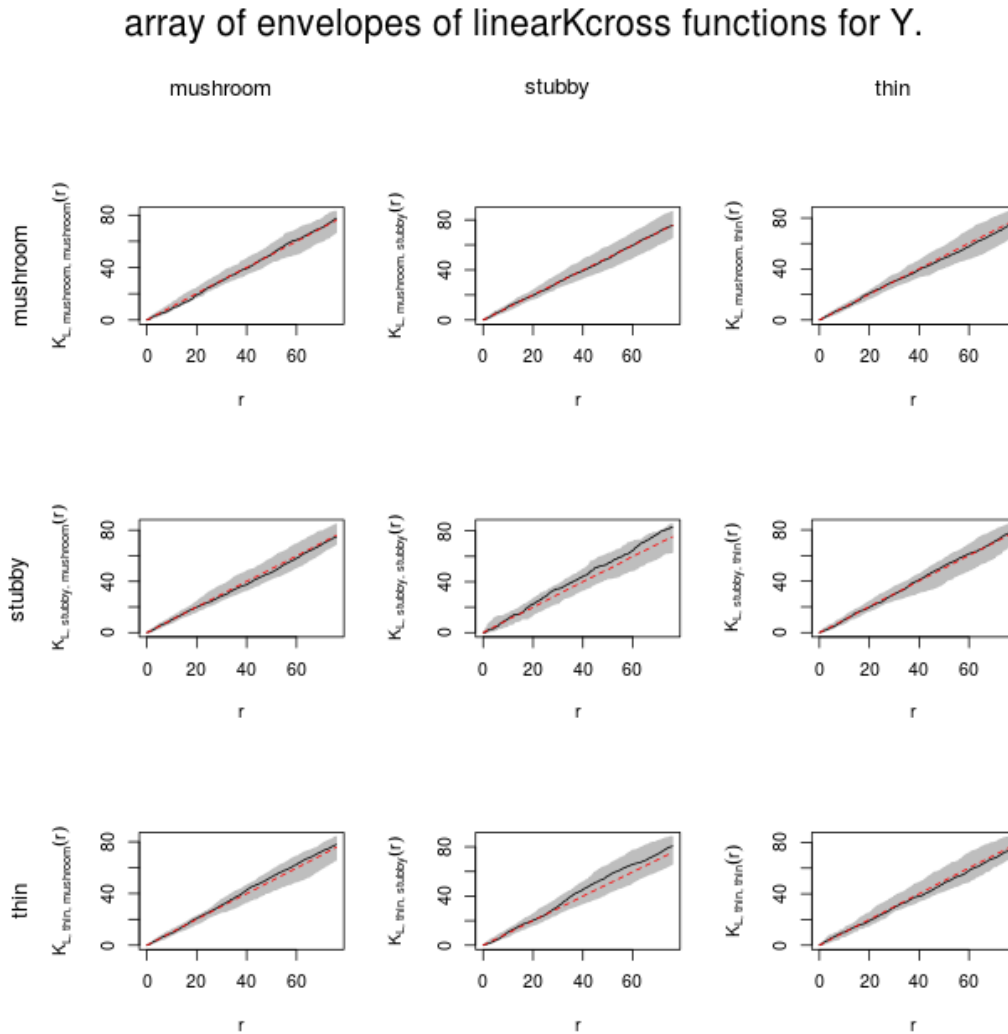 array of envelopes of linearKcross functions for Y.
mushroom stubby thin
mushroom
K_L, mushroom, mushroom(r)
80
40
0
0 20 40 60
r
K_L, mushroom, stubby(r)
80
40
0
0 20 40 60
r
K_L, mushroom, thin(r)
80
40
0
0 20 40 60
r
stubby
K_L, stubby, mushroom(r)
80
40
0
0 20 40 60
r
K_L, stubby, stubby(r)
80
40
0
0 20 40 60
r
K_L, stubby, thin(r)
80
40
0
0 20 40 60
r
thin
K_L, thin, mushroom(r)
80
40
0
0 20 40 60
r
K_L, thin, stubby(r)
80
40
0
0 20 40 60
r
K_L, thin, thin(r)
80
40
0
0 20 40 60
r